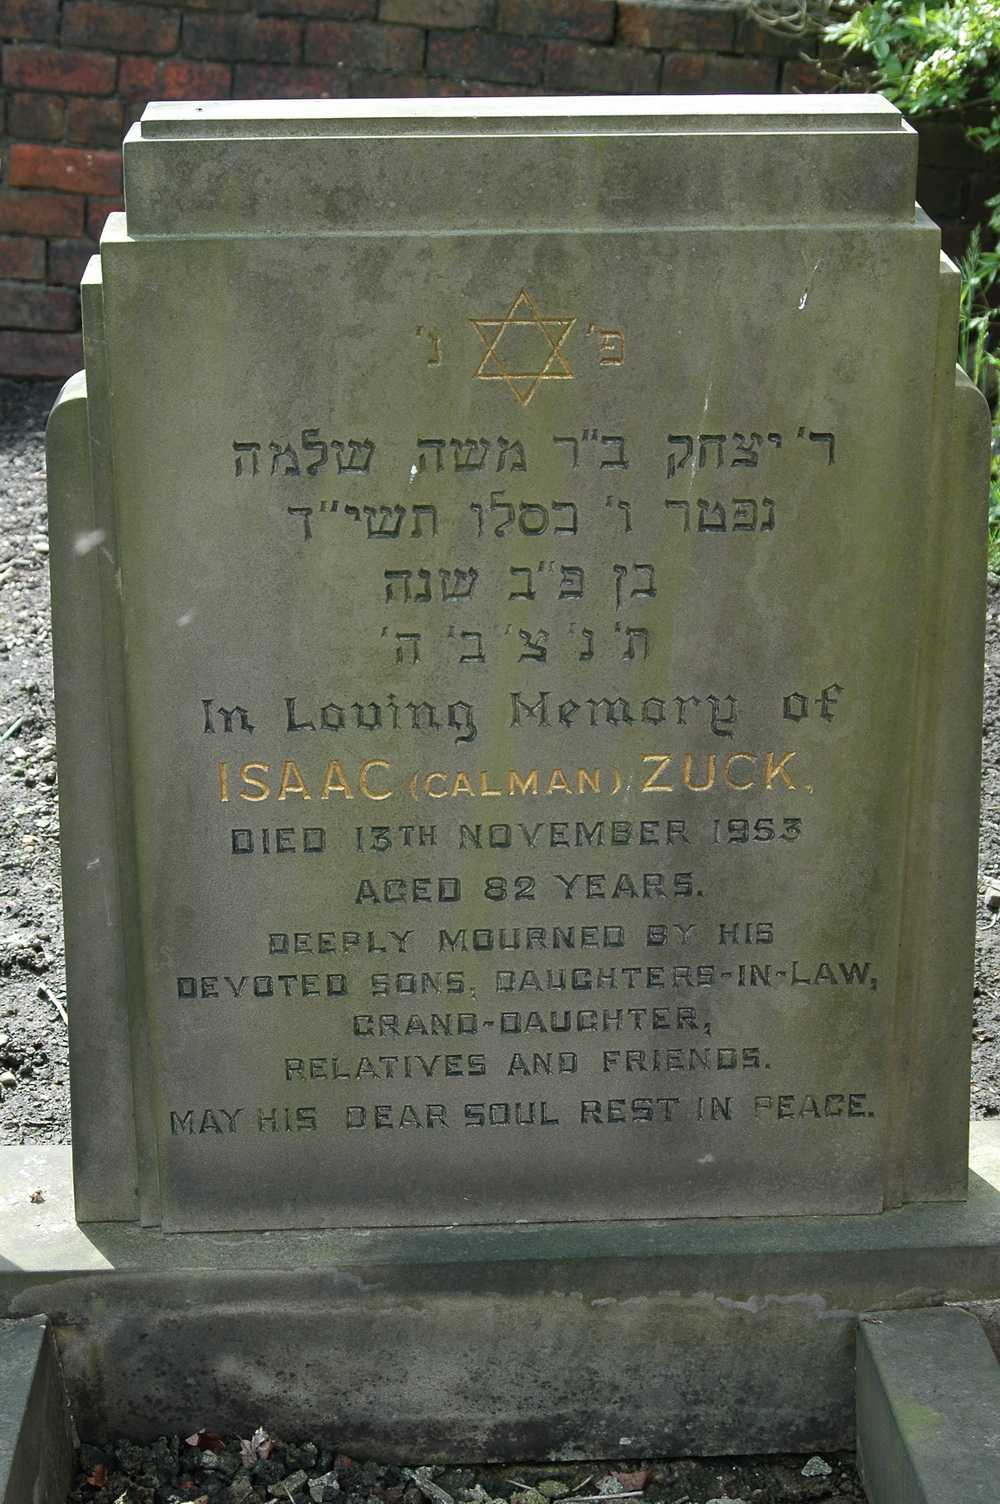 פ' נ'
ר' יצחק ב"ר משה שלמה
נפטר ו' כסלו תשי"ד
בן פ"ב שנה
ת' נ' צ' ב' ה'
In Loving Memory of
ISAAC (CALMAN) ZUCK.
DIED 13TH NOVEMBER 1953
AGED 82 YEARS.
DEEPLY MOURNED BY HIS
DEVOTED SONS, DAUGHTERS-IN-LAW,
GRAND-DAUGHTER,
RELATIVES AND FRIENDS.
MAY HIS DEAR SOUL REST IN PEACE.